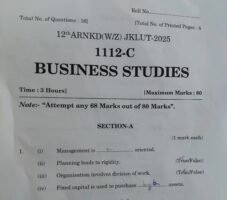 Roll No.
Total No. of Questions : 16]
[Total No. of Printed Pages : 4
12th ARNKD(W/Z) JKLUT-2025
1112-C
BUSINESS STUDIES
Time : 3 Hours]
[Maximum Marks : 80
Note:- "Attempt any 68 Marks out of 80 Marks".
SECTION-A
(1 mark each)
1. (i) Management is oriented.
(ii) Planning leads to rigidity. (True/False)
(iii) Organisation involves division of work. (True/False)
(iv) Fixed capital is used to purchase assets.